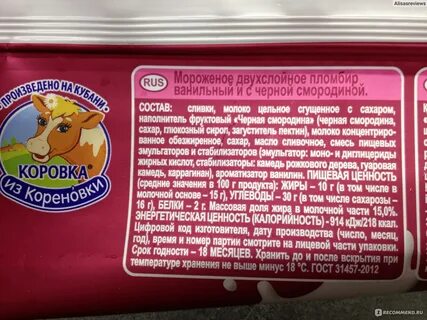 Alisasreviews
ПРОИЗВЕДЕНО НА КУБАНИ
КОРОВКА
ИЗ КОРЕНОВКИ
RUS
Мороженое двухслойное пломбир
ванильный и с черной смородиной.
СОСТАВ: сливки, молоко цельное сгущенное с сахаром,
наполнитель фруктовый «Черная смородина» (черная смородина,
сахар, глюкозный сироп, загуститель пектин), молоко концентриро-
ванное обезжиренное, сахар, масло сливочное, смесь пищевых
эмульгаторов и стабилизаторов (эмульгатор: моно- и диглицериды
жирных кислот, стабилизаторы: камедь рожкового дерева, гуаровая
камедь, каррагинан), ароматизатор ванилин. ПИЩЕВАЯ ЦЕННОСТЬ
(средние значения в 100 г продукта): ЖИРЫ – 10 г (в том числе в
молочной основе - 15 г), УГЛЕВОДЫ – 30 г (в том числе сахарозы -
16 г), БЕЛКИ – 2 г. Массовая доля жира в молочной части 15,0%.
ЭНЕРГЕТИЧЕСКАЯ ЦЕННОСТЬ (КАЛОРИЙНОСТЬ) - 914 кДж/218 ккал.
Цифровой код изготовителя, дату производства (число, месяц,
год), время и номер партии смотрите на лицевой части упаковки.
Срок годности - 18 МЕСЯЦЕВ. Хранить до и после вскрытия при
температуре хранения не выше минус 18 °С. ГОСТ 31457-2012
IRECOMMEND.RU